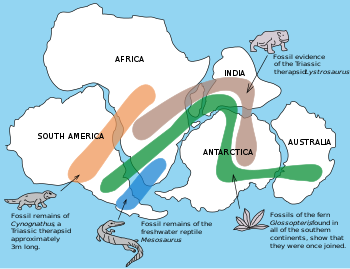 AFRICA
Fossil evidence
of the Triassic
therapsid Lystrosaurus
INDIA
SOUTH AMERICA
ANTARCTICA
AUSTRALIA
Fossil remains of
Cynognathus, a
Triassic therapsid
approximately
3m long.
Fossil remains of the
freshwater reptile
Mesosaurus
Fossils of the fern
Glossopteris found in
all of the southern
continents, show that
they were once joined.